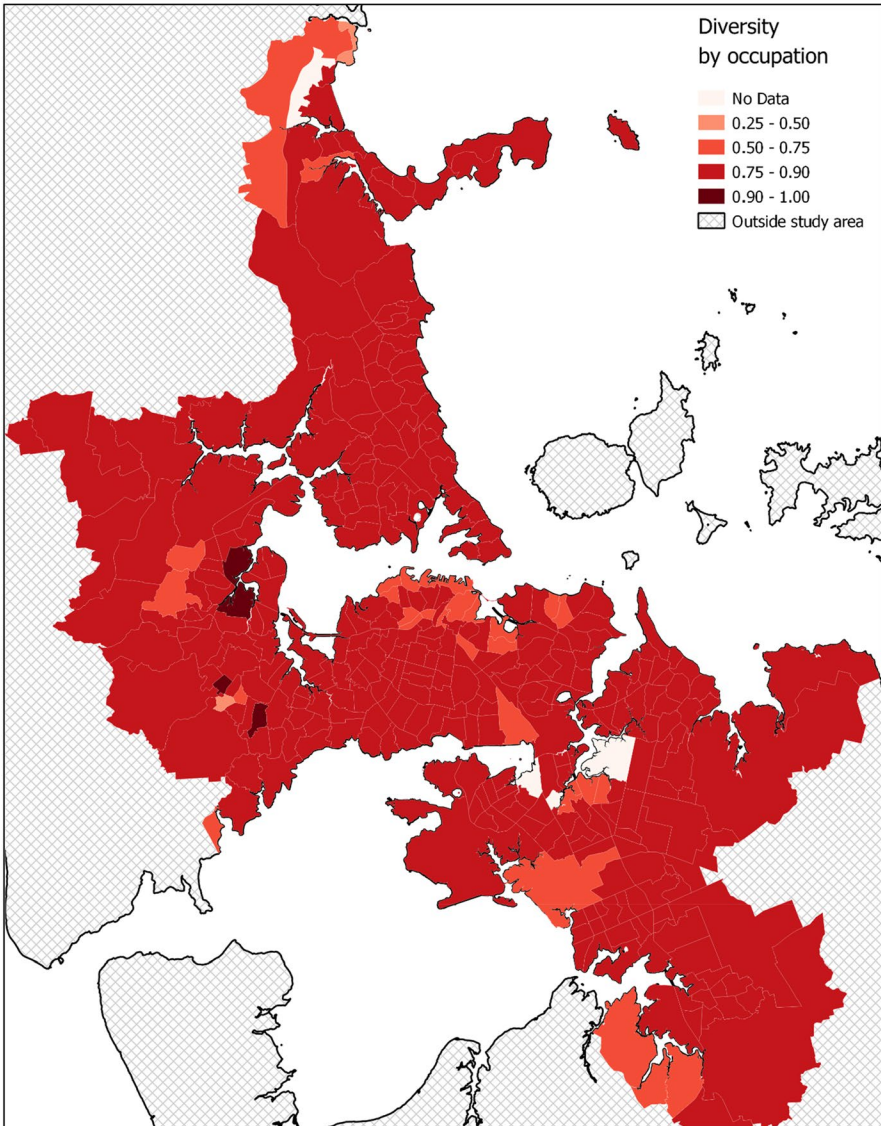 Diversity
by occupation
No Data
0.25 - 0.50
0.50 - 0.75
0.75 - 0.90
0.90 - 1.00
Outside study area